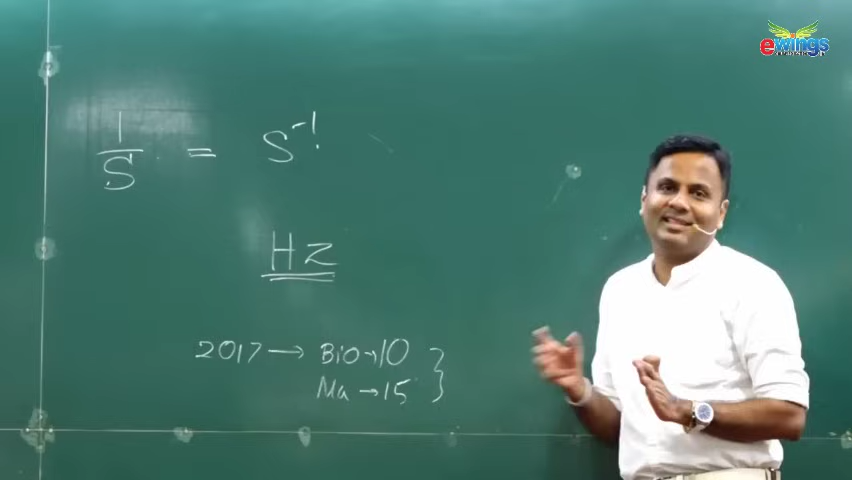 ewings
1/S = S⁻¹
HZ
2017 → Bio → 10
Ma → 15 }